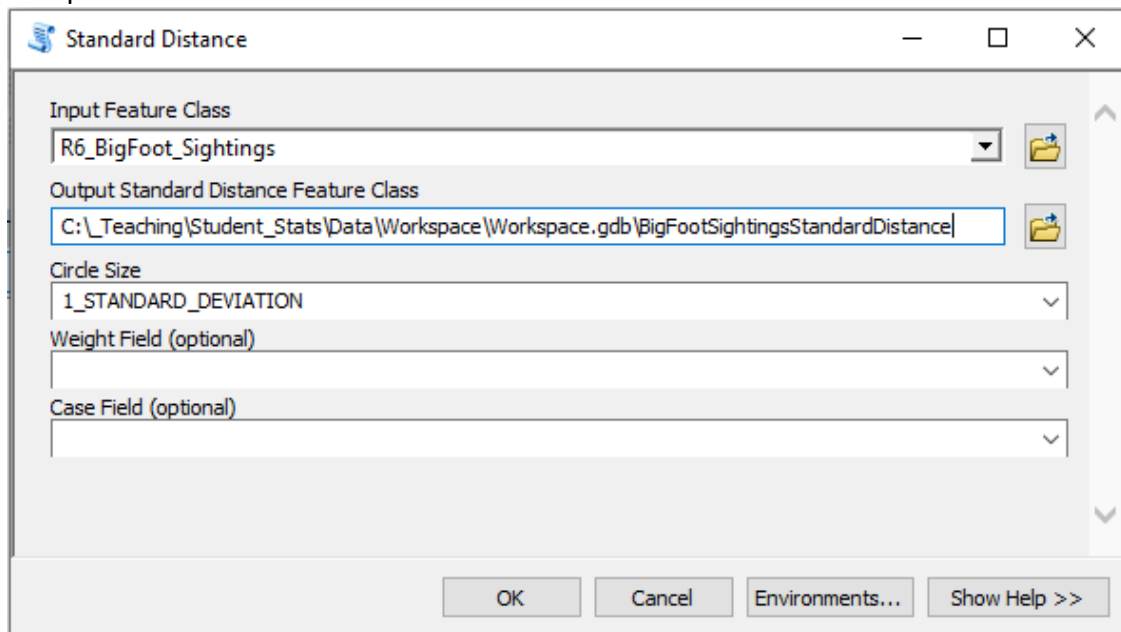 Standard Distance
Input Feature Class
R6_BigFoot_Sightings
Output Standard Distance Feature Class
C:\_Teaching\Student_Stats\Data\Workspace\Workspace.gdb\BigFootSightingsStandardDistance
Circle Size
1_STANDARD_DEVIATION
Weight Field (optional)
Case Field (optional)
OK Cancel Environments... Show Help >>